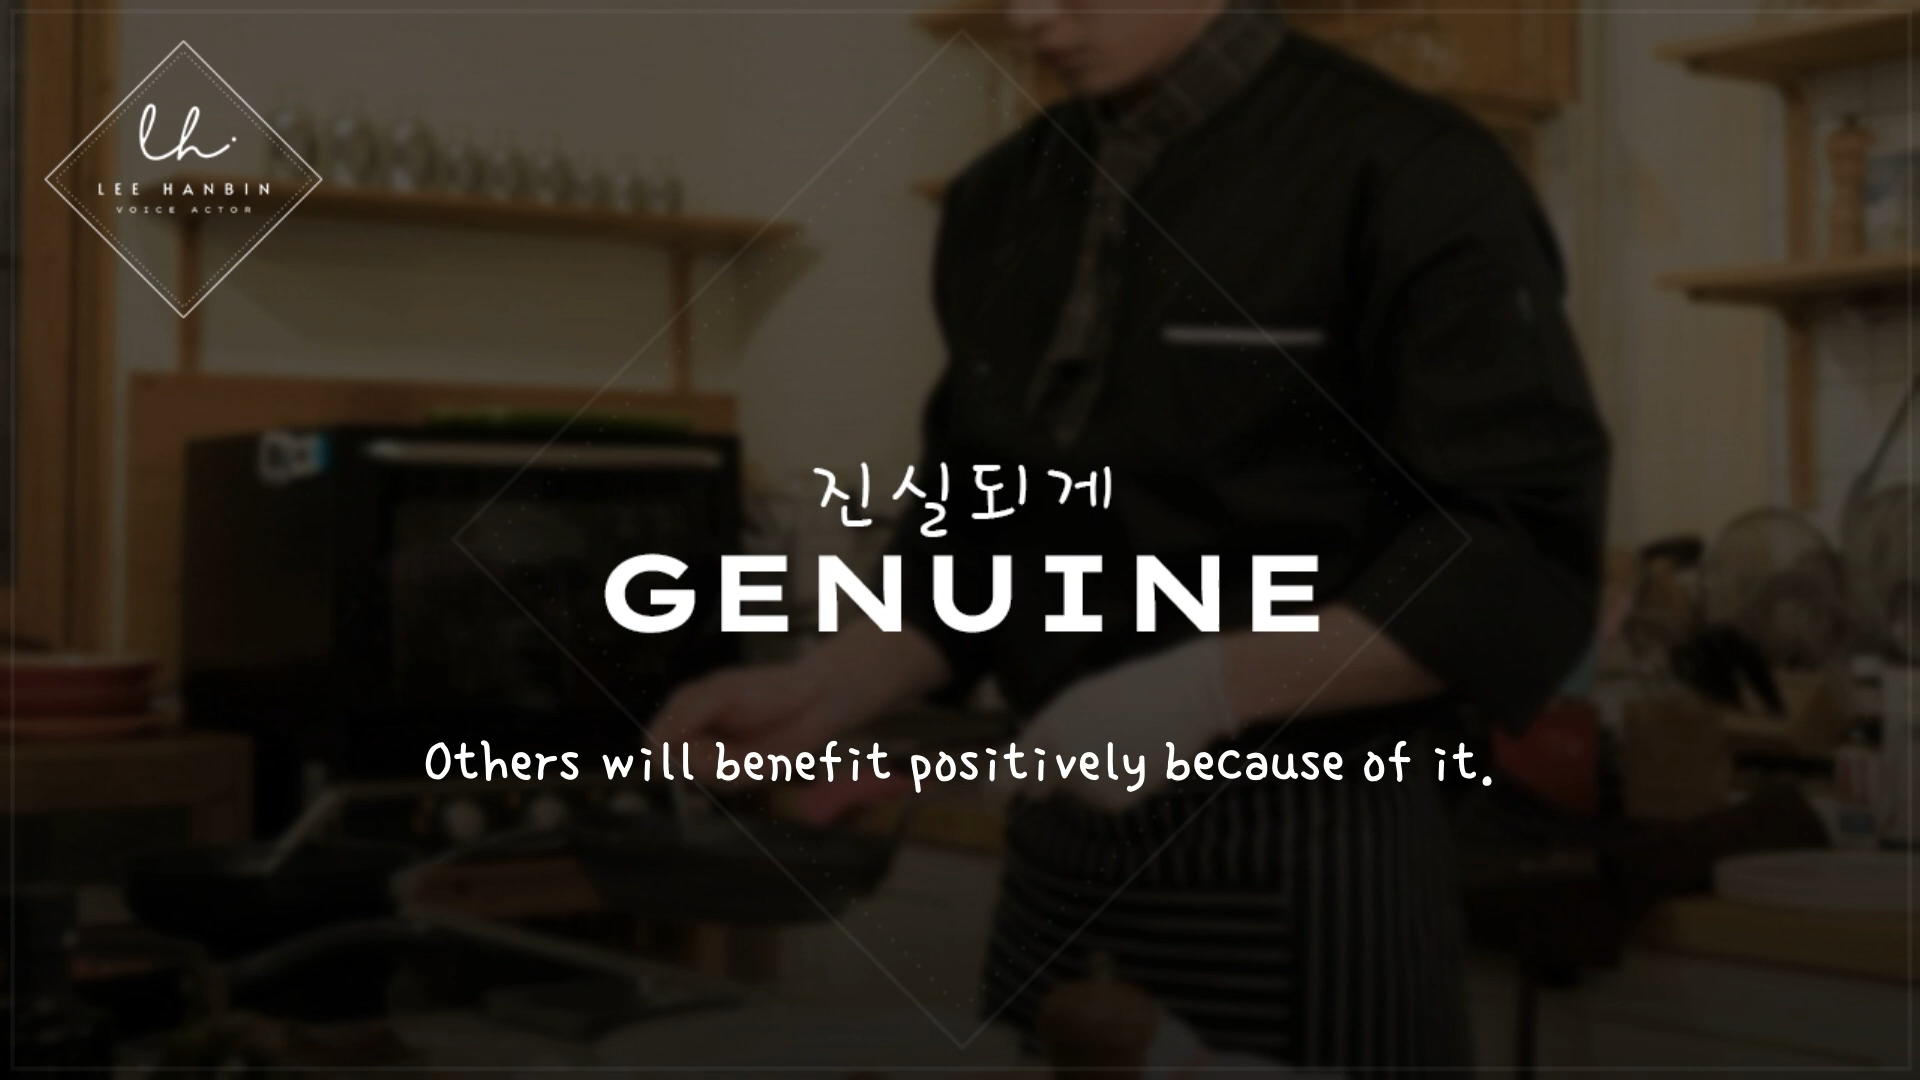 lh.
LEE HANBIN
VOICE ACTOR
진실되게
GENUINE
Others will benefit positively because of it.